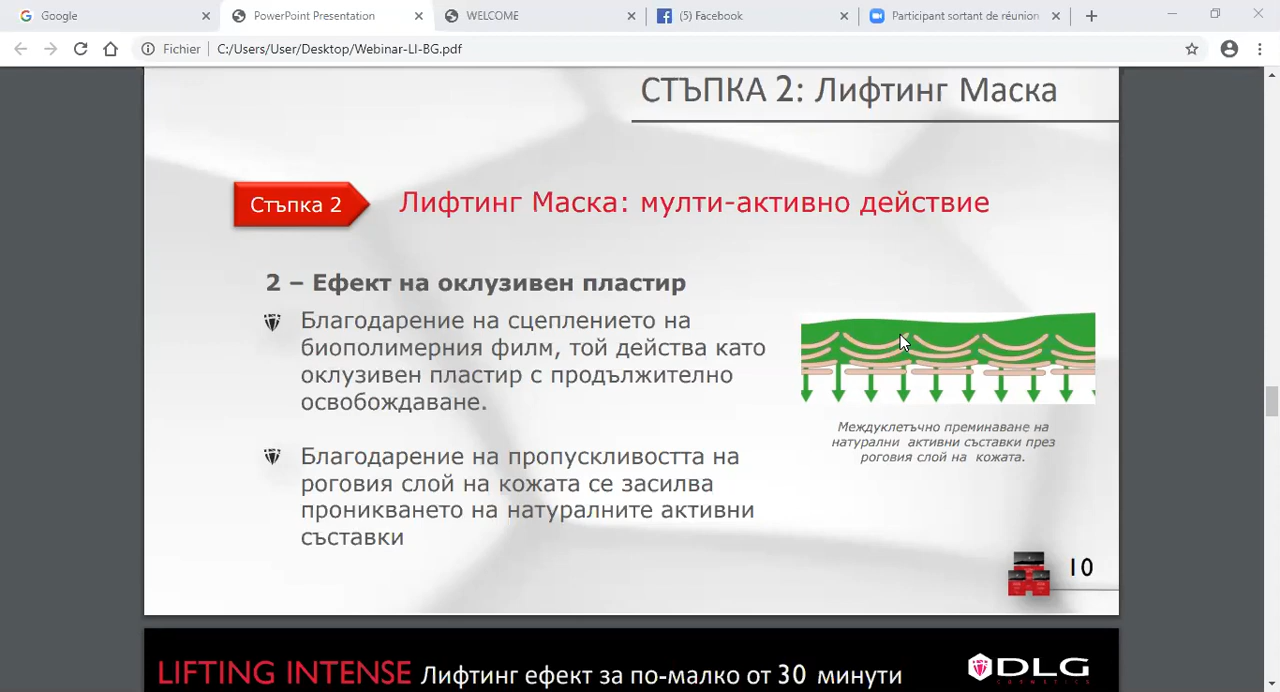 Google
PowerPoint Presentation
WELCOME
(5) Facebook
Participant sortant de réunion
Fichier
C:/Users/User/Desktop/Webinar-LI-BG.pdf
СТЪПКА 2: Лифтинг Маска
Стъпка 2
Лифтинг Маска: мулти-активно действие
2 – Ефект на оклузивен пластир
Благодарение на сцеплението на
биополимерния филм, той действа като
оклузивен пластир с продължително
освобождаване.
Междуклетъчно преминаване на
натурални активни съставки през
роговия слой на кожата.
Благодарение на пропускливостта на
роговия слой на кожата се засилва
проникването на натуралните активни
съставки
10
LIFTING INTENSE Лифтинг ефект за по-малко от 30 минути
DLG